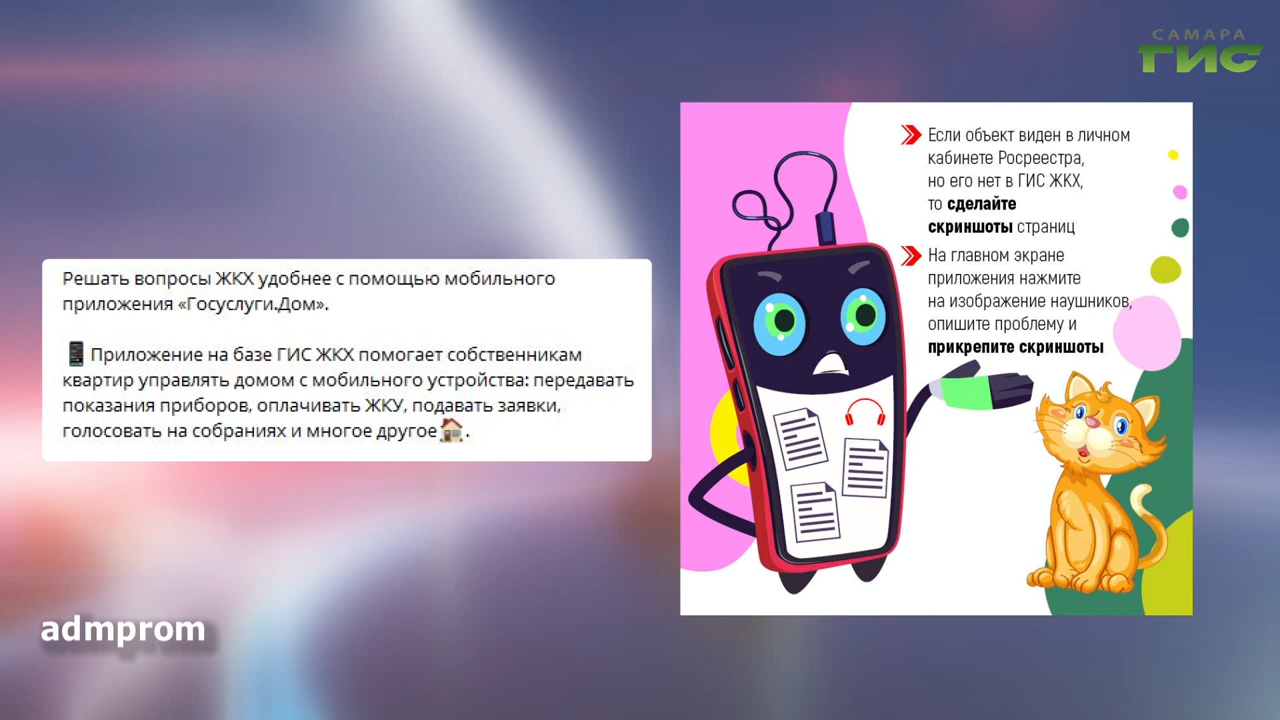 САМАРА
ГИС
Решать вопросы ЖКХ удобнее с помощью мобильного
приложения «Госуслуги.Дом».
Приложение на базе ГИС ЖКХ помогает собственникам
квартир управлять домом с мобильного устройства: передавать
показания приборов, оплачивать ЖКУ, подавать заявки,
голосовать на собраниях и многое другое.
Если объект виден в личном
кабинете Росреестра,
но его нет в ГИС ЖКХ,
то сделайте
скриншоты страниц
На главном экране
приложения нажмите
на изображение наушников,
опишите проблему и
прикрепите скриншоты
admprom